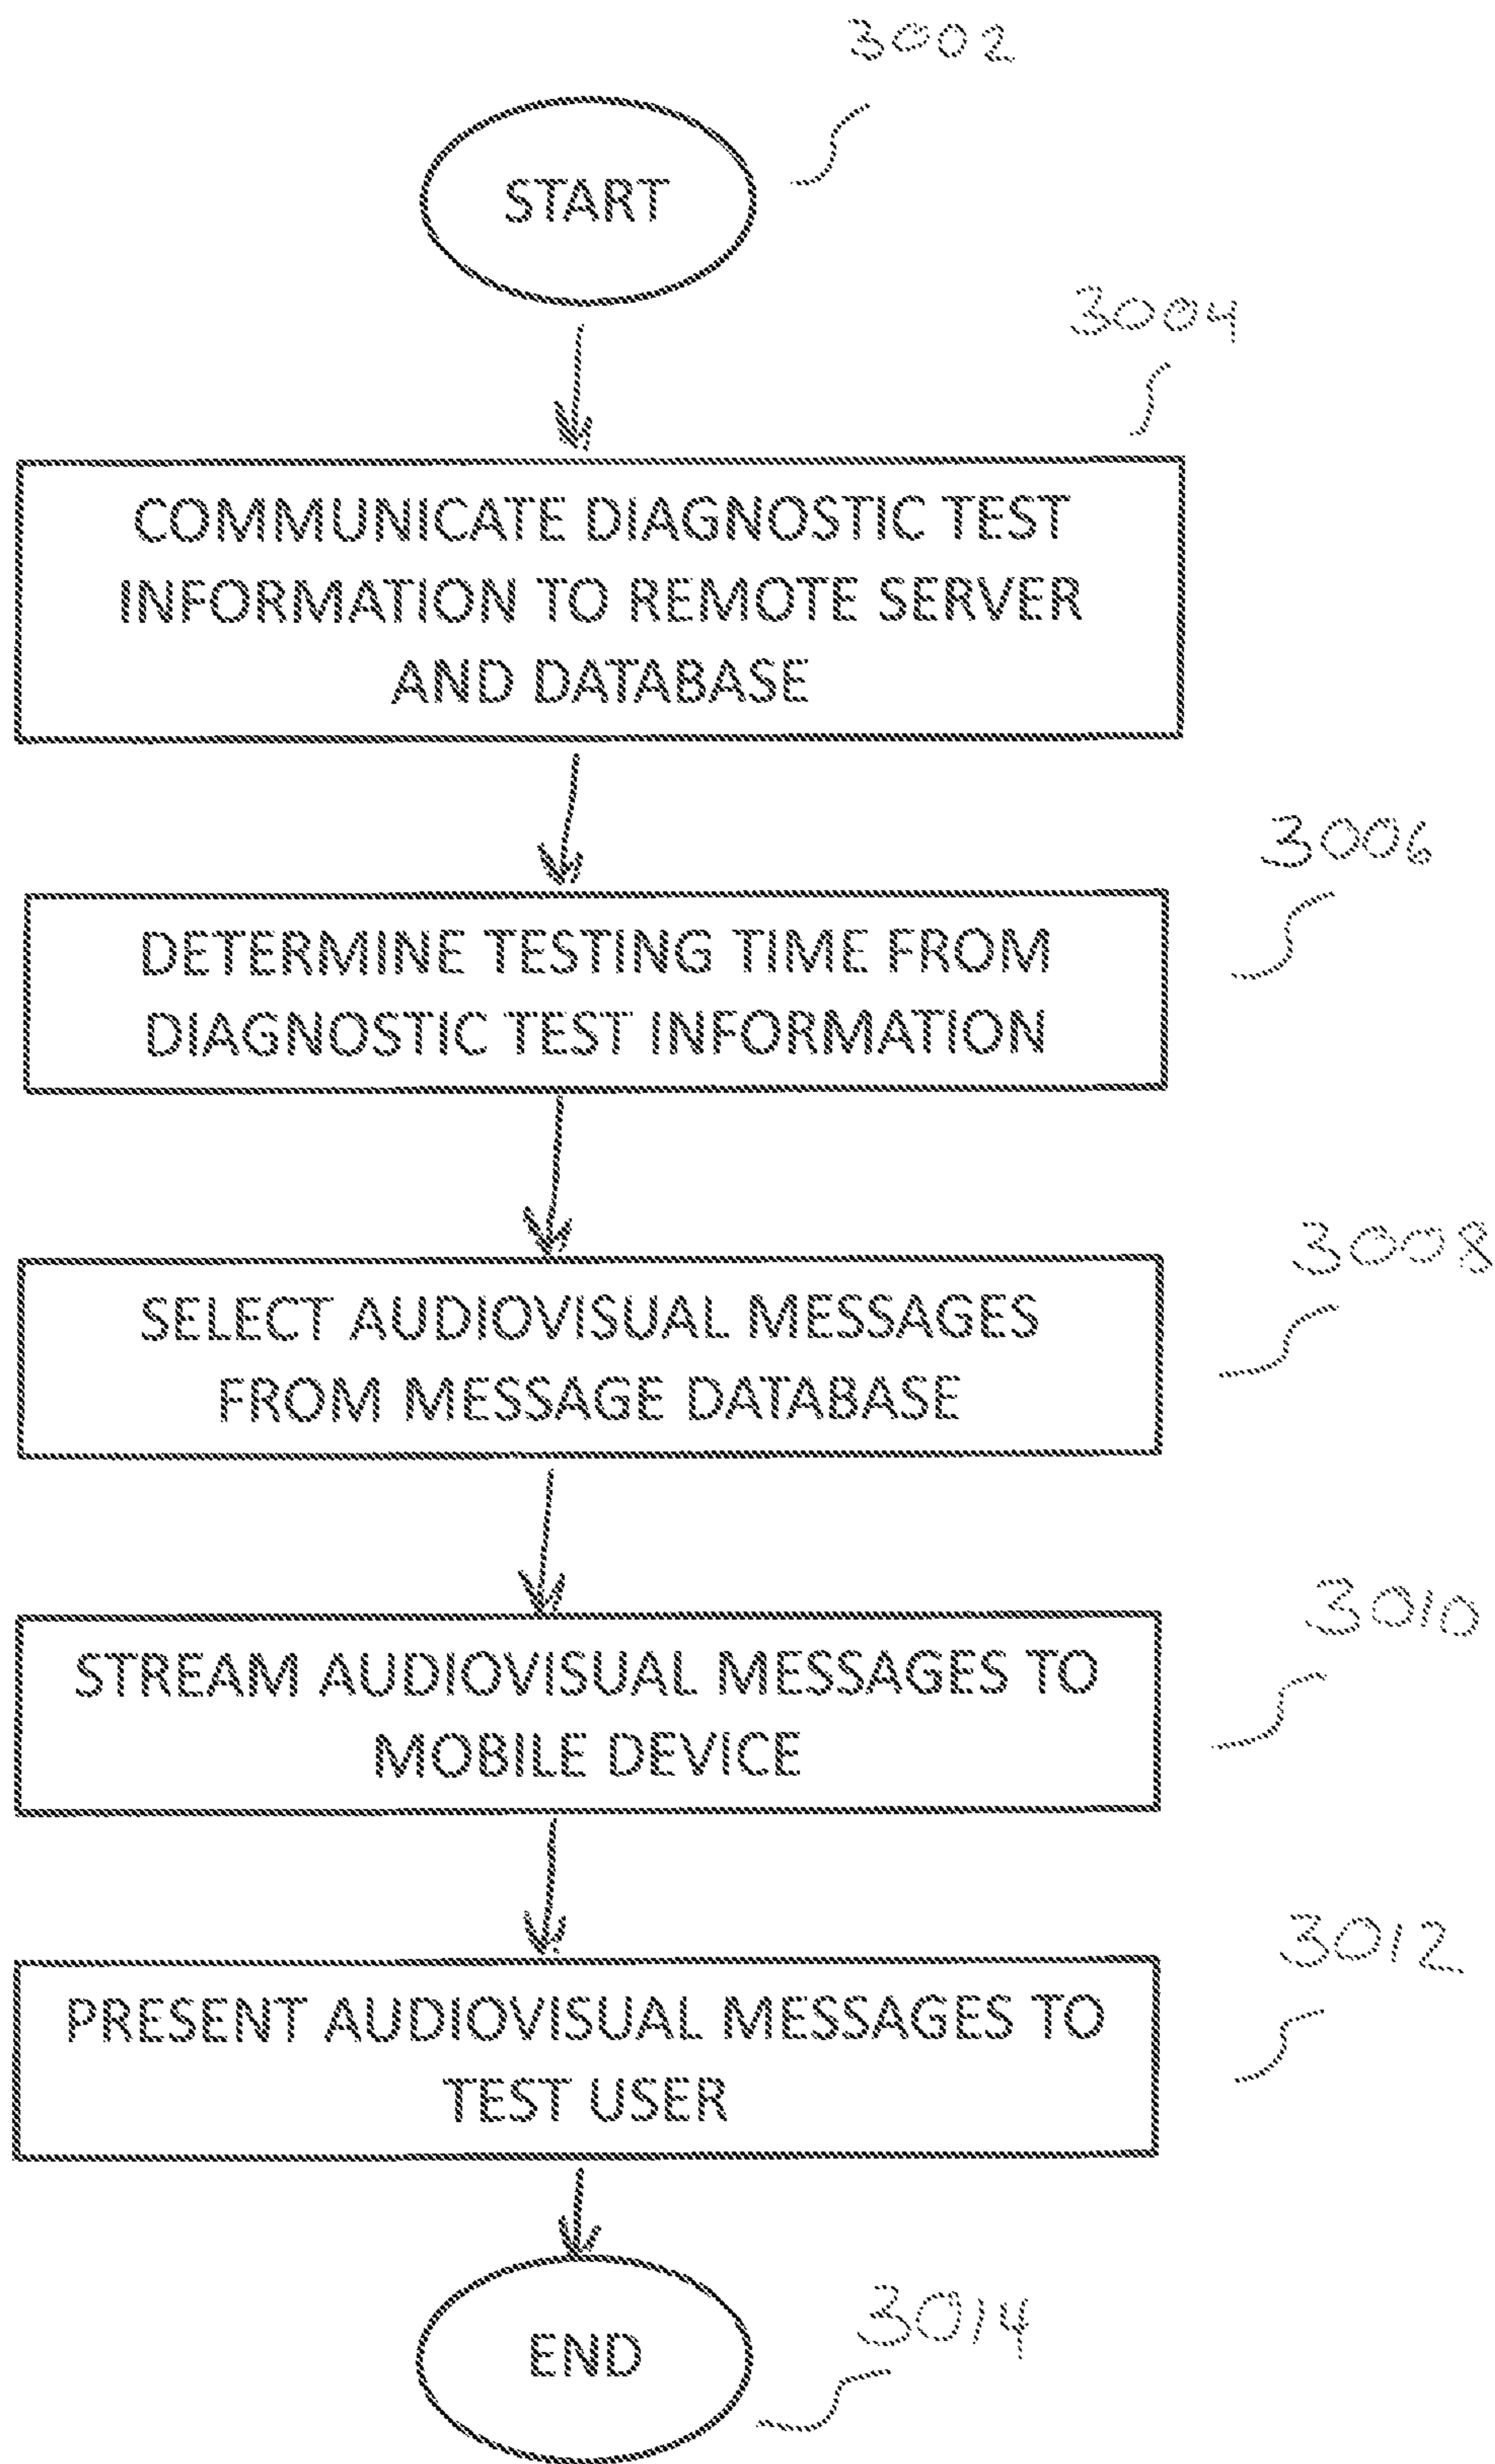 3002
START
3004
COMMUNICATE DIAGNOSTIC TEST
INFORMATION TO REMOTE SERVER
AND DATABASE
3006
DETERMINE TESTING TIME FROM
DIAGNOSTIC TEST INFORMATION
3008
SELECT AUDIOVISUAL MESSAGES
FROM MESSAGE DATABASE
3010
STREAM AUDIOVISUAL MESSAGES TO
MOBILE DEVICE
3012
PRESENT AUDIOVISUAL MESSAGES TO
TEST USER
3014
END